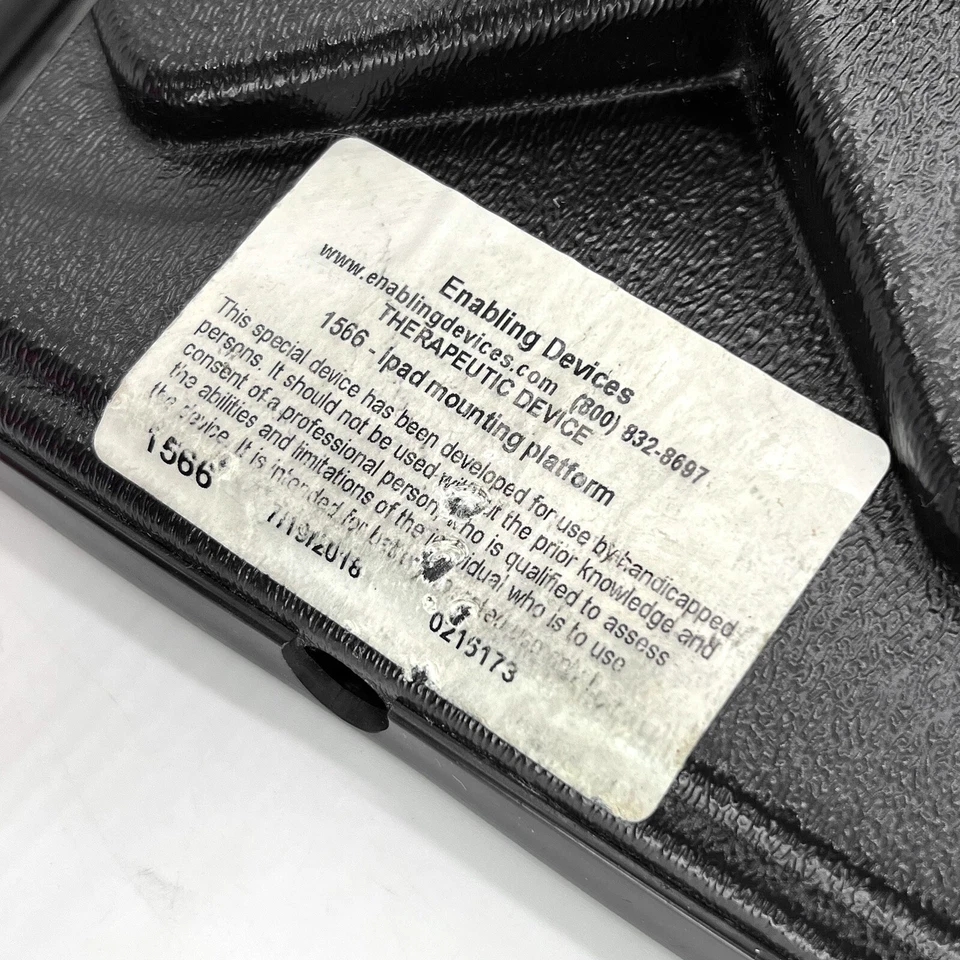 Enabling Devices
www.enablingdevices.com (800) 832-8697
THERAPEUTIC DEVICE
1566 - Ipad mounting platform
This special device has been developed for use by handicapped
persons. It should not be used without the prior knowledge and
consent of a professional person who is qualified to assess
the abilities and limitations of the individual who is to use
the device. It is intended for
1566 7/19/2018 0215173